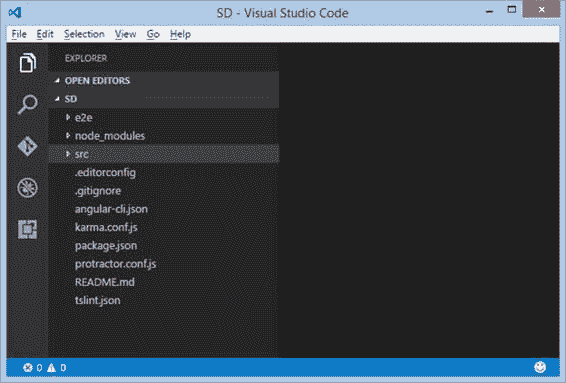 SD - Visual Studio Code
File Edit Selection View Go Help
EXPLORER
OPEN EDITORS
SD
e2e
node_modules
src
.editorconfig
.gitignore
angular-cli.json
karma.conf.js
package.json
protractor.conf.js
README.md
tslint.json
0 0